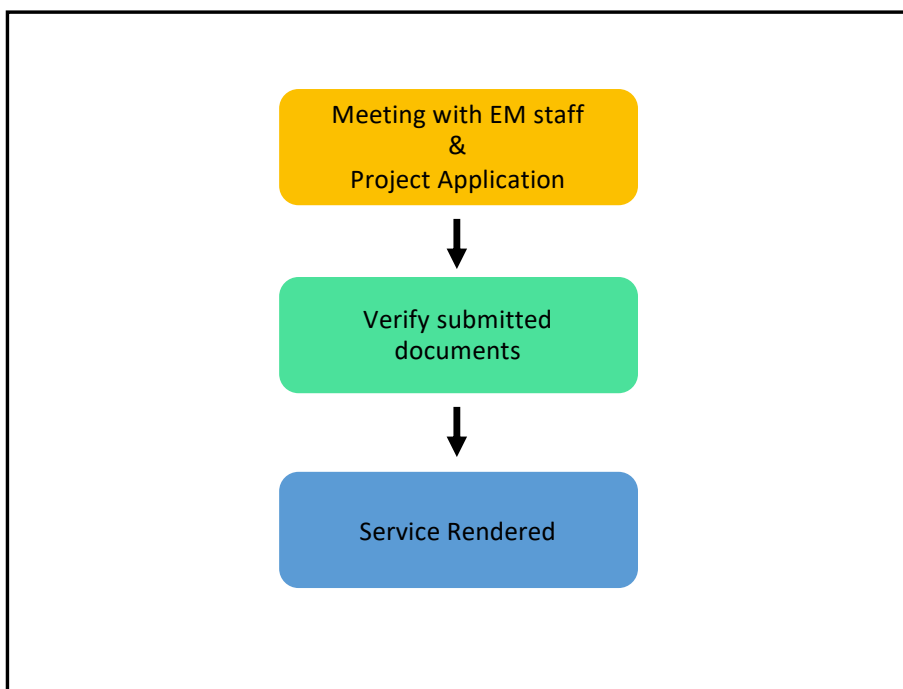 Meeting with EM staff
&
Project Application
Verify submitted
documents
Service Rendered